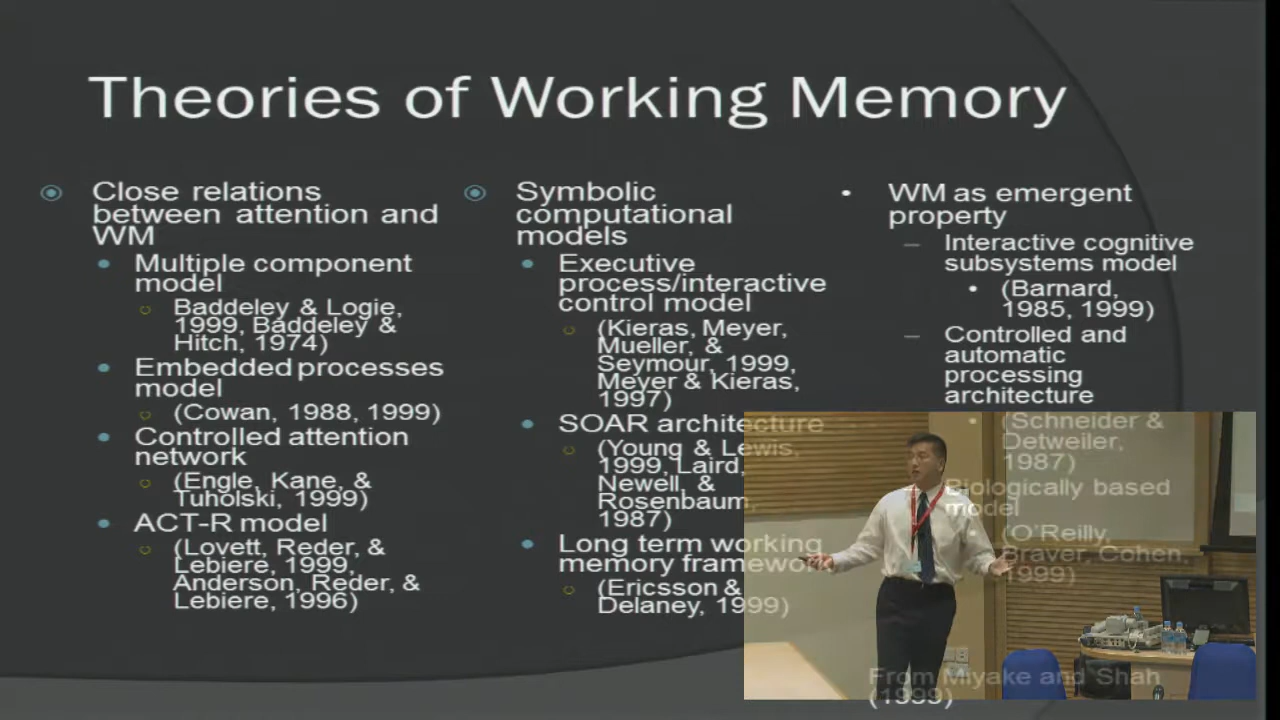 Theories of Working Memory
Close relations
between attention and
WM
Multiple component
model
Baddeley & Logie,
1999, Baddeley &
Hitch, 1974)
Embedded processes
model
(Cowan, 1988, 1999)
Controlled attention
network
(Engle, Kane, &
Tuholski, 1999)
ACT-R model
(Lovett, Reder, &
Lebiere, 1999,
Anderson, Reder, &
Lebiere, 1996)
Symbolic
computational
models
Executive
process/interactive
control model
(Kieras, Meyer,
Mueller, &
Seymour, 1999,
Meyer & Kieras,
1997)
SOAR architecture
(Young & Lewis,
1999, Laird,
Newell, &
Rosenbaum,
1987)
Long term working
memory framework
(Ericsson &
Delaney, 1999)
WM as emergent
property
Interactive cognitive
subsystems model
(Barnard,
1985, 1999)
Controlled and
automatic
processing
architecture
(Schneider &
Detweiler,
1987)
Biologically based
model
(O'Reilly,
Braver, Cohen,
1999)
From Miyake and Shah
(1999)